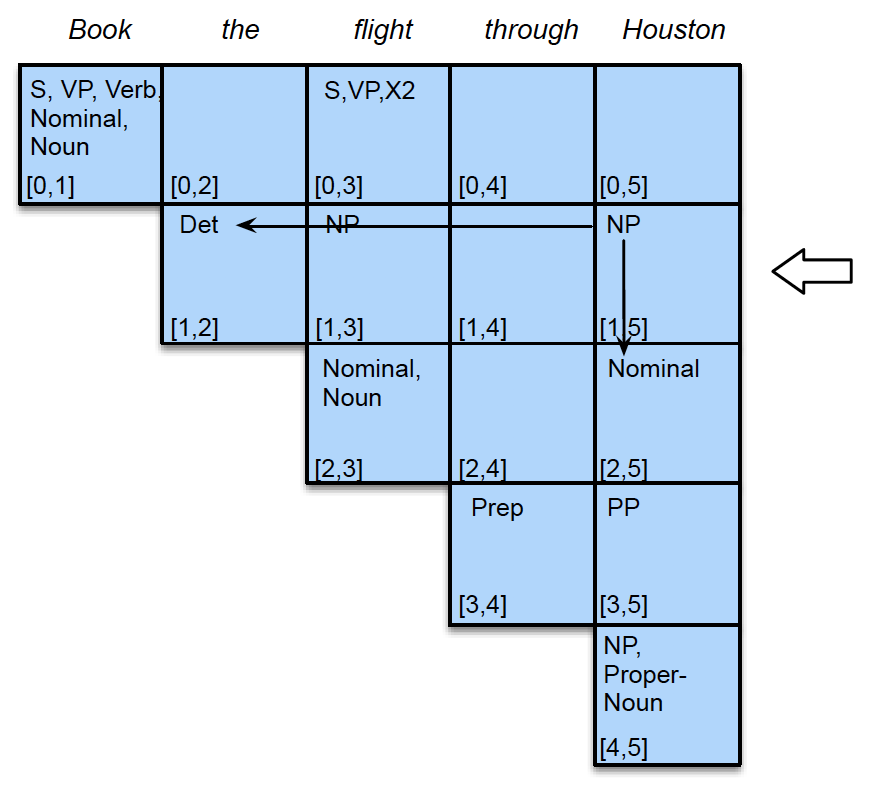 Book the flight through Houston
S, VP, Verb, S,VP,X2
Nominal,
Noun
[0,1] [0,2] [0,3] [0,4] [0,5]
Det NP NP
[1,2] [1,3] [1,4] [1,5]
Nominal, Nominal
Noun
[2,3] [2,4] [2,5]
Prep PP
[3,4] [3,5]
NP,
Proper-
Noun
[4,5]